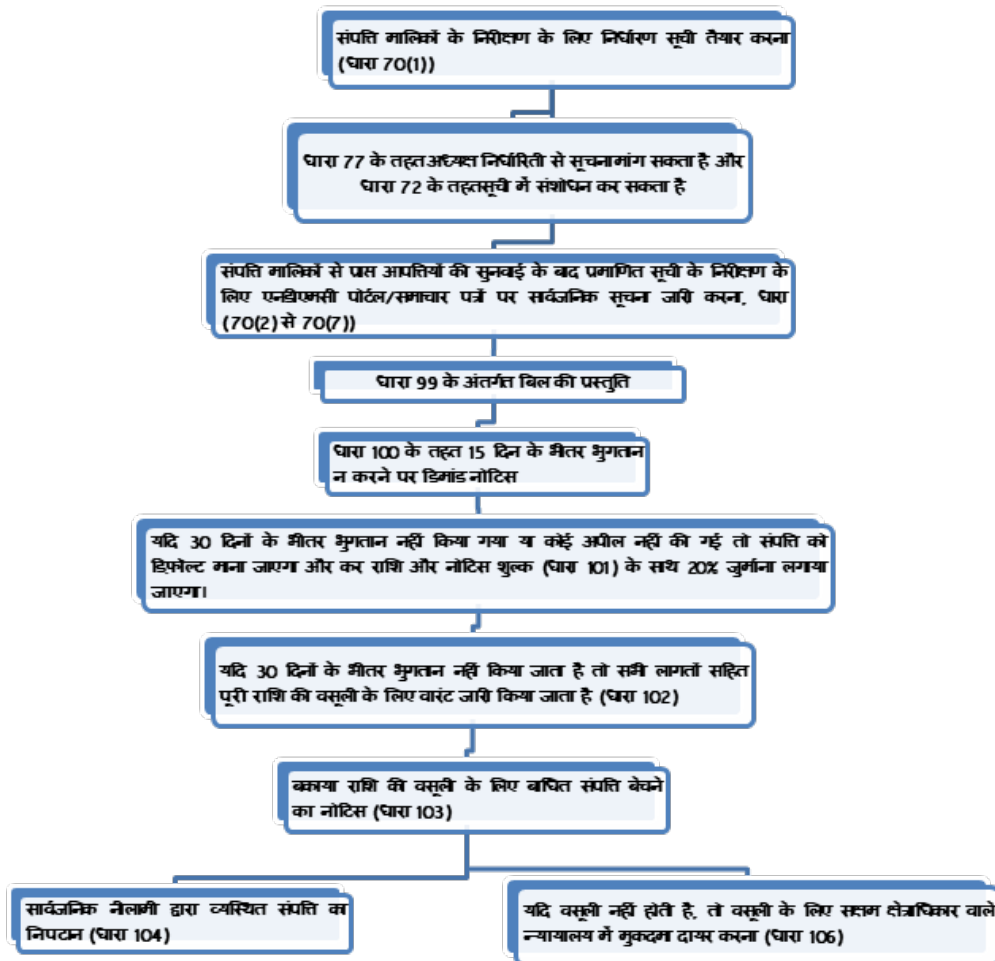 संपत्ति मालिकों के निरीक्षण के लिए निर्धारण सूची तैयार करना
(धारा 70(1))
धारा 77 के तहत अध्यक्ष निर्धारिती से सूचनामांग सकता है और
धारा 72 के तहतसूची में संशोधन कर सकता है
संपत्ति मालिकों से प्राप्त आपत्तियों की सुनवाई के बाद प्रमाणित सूची के निरीक्षण के
लिए एनडीएमसी पोर्टल/समाचार पत्रों पर सार्वजनिक सूचना जारी करना, धारा
(70(2) से 70(7))
धारा 99 के अंतर्गत बिल की प्रस्तुति
धारा 100 के तहत 15 दिन के भीतर भुगतान
न करने पर डिमांड नोटिस
यदि 30 दिनों के भीतर भुगतान नहीं किया गया या कोई अपील नहीं की गई तो संपत्ति को
डिफ़ॉल्ट माना जाएगा और कर राशि और नोटिस शुल्क (धारा 101) के साथ 20% जुर्माना लगाया
जाएगा।
यदि 30 दिनों के भीतर भुगतान नहीं किया जाता है तो सभी लागतों सहित
पूरी राशि की वसूली के लिए वारंट जारी किया जाता है (धारा 102)
बकाया राशि की वसूली के लिए बाधित संपत्ति बेचने
का नोटिस (धारा 103)
सार्वजनिक नीलामी द्वारा व्यस्थित संपत्ति का
निपटान (धारा 104)
यदि वसूली नहीं होती है, तो वसूली के लिए सक्षम क्षेत्राधिकार वाले
न्यायालय में मुकदमा दायर करना (धारा 106)